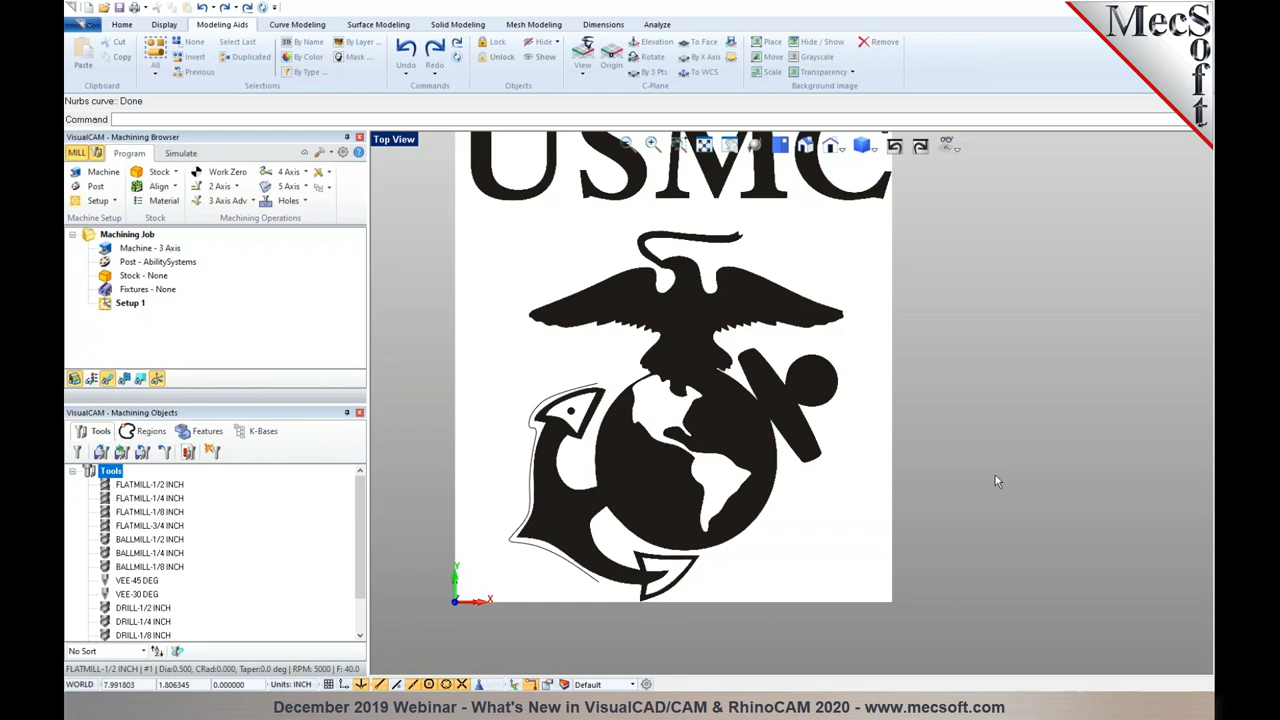 MecSoft
Home Display Modeling Aids Curve Modeling Surface Modeling Solid Modeling Mesh Modeling Dimensions Analyze
Paste Cut Copy
Clipboard
All None Invert Previous Select Last Duplicated By Name By Color By Type ... By Layer ... Mask ...
Selections
Undo Redo
Commands
Lock Unlock Hide Show
Objects
View Origin Elevation Rotate By 3 Pts To Face By X Axis To WCS
C-Plane
Place Move Scale Hide / Show Grayscale Transparency Remove
Background Image
Nurbs curve:: Done
Command
VisualCAM - Machining Browser
MILL Program Simulate
Machine Stock Work Zero 4 Axis
Post Align 2 Axis 5 Axis
Setup Material 3 Axis Adv Holes
Machine Setup Stock Machining Operations
Machining Job
Machine - 3 Axis
Post - AbilitySystems
Stock - None
Fixtures - None
Setup 1
VisualCAM - Machining Objects
Tools Regions Features K-Bases
Tools
FLATMILL-1/2 INCH
FLATMILL-1/4 INCH
FLATMILL-1/8 INCH
FLATMILL-3/4 INCH
BALLMILL-1/2 INCH
BALLMILL-1/4 INCH
BALLMILL-1/8 INCH
VEE-45 DEG
VEE-30 DEG
DRILL-1/2 INCH
DRILL-1/4 INCH
DRILL-1/8 INCH
No Sort
FLATMILL-1/2 INCH | #1 | Dia:0.500, CRad:0.000, Taper:0.0 deg | RPM: 5000 | F: 40.0
Top View
USMC
Y
X
WORLD 7.991803 1.806345 0.000000 Units: INCH Default
December 2019 Webinar - What's New in VisualCAD/CAM & RhinoCAM 2020 - www.mecsoft.com